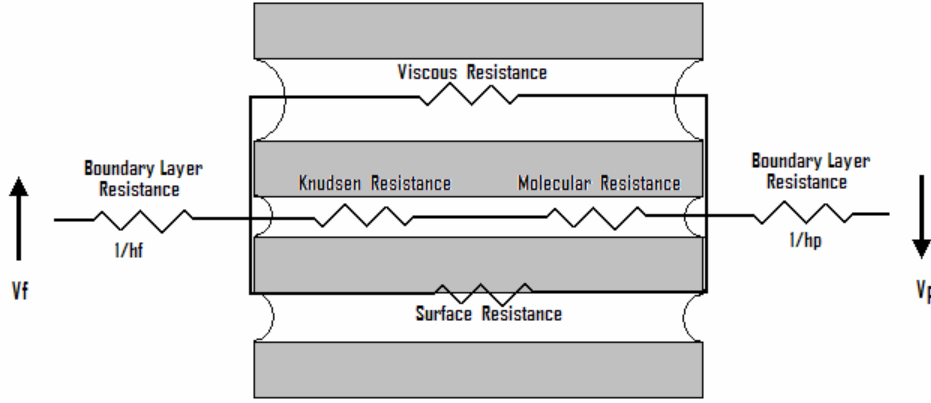 Viscous Resistance
Boundary Layer
Resistance
1/hf
Knudsen Resistance
Molecular Resistance
Boundary Layer
Resistance
1/hp
Vf
Vp
Surface Resistance